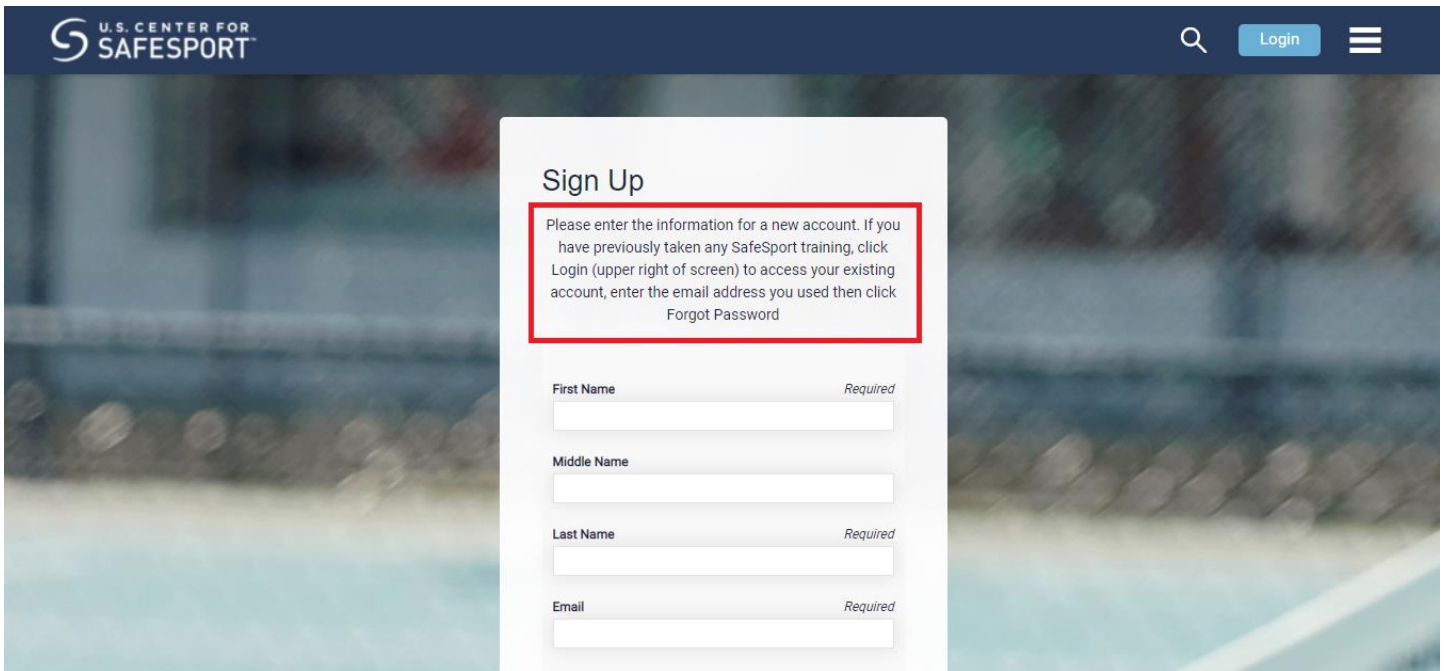 U.S. CENTER FOR
SAFESPORT™
Login
Sign Up
Please enter the information for a new account. If you
have previously taken any SafeSport training, click
Login (upper right of screen) to access your existing
account, enter the email address you used then click
Forgot Password
First Name Required
Middle Name
Last Name Required
Email Required